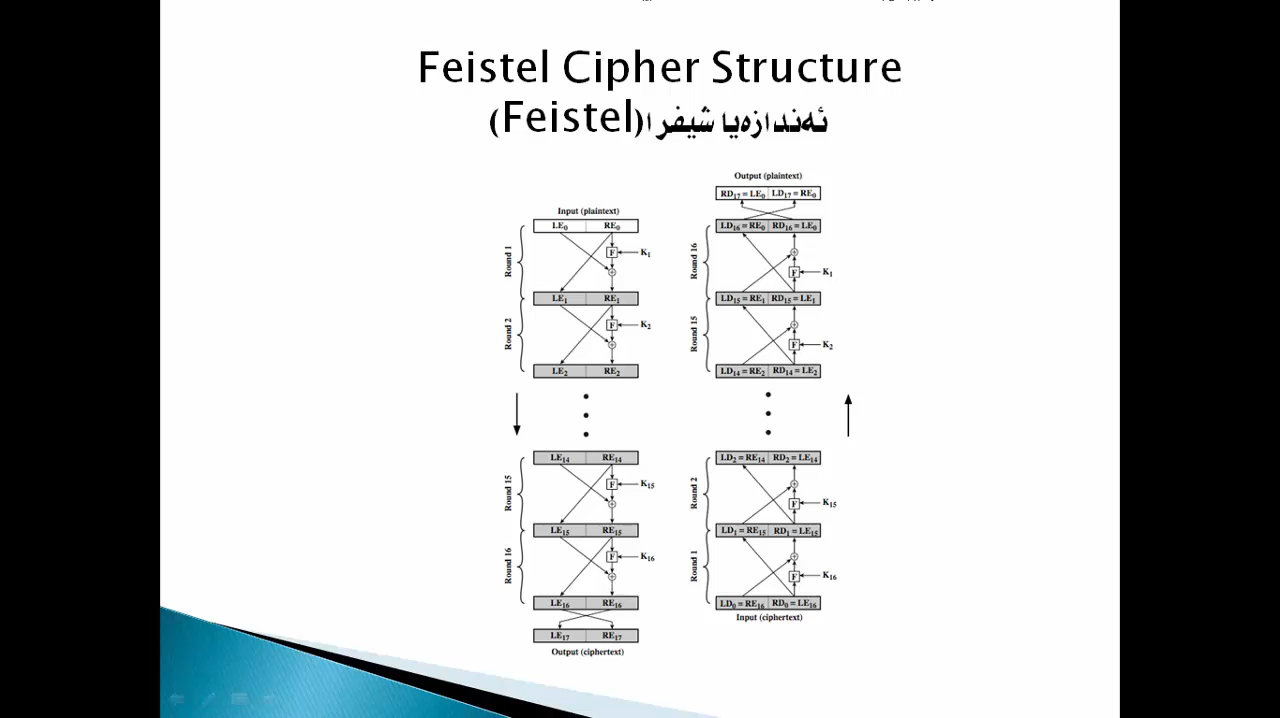 Feistel Cipher Structure
ئەندازەیا شیفرا(Feistel)
Input (plaintext)
LE0 RE0
Round 1
F K1
LE1 RE1
Round 2
F K2
LE2 RE2
LE14 RE14
Round 15
F K15
LE15 RE15
Round 16
F K16
LE16 RE16
LE17 RE17
Output (ciphertext)
Output (plaintext)
RD17 = LE0 LD17 = RE0
LD16 = RE0 RD16 = LE0
Round 16
F K1
LD15 = RE1 RD15 = LE1
Round 15
F K2
LD14 = RE2 RD14 = LE2
LD2 = RE14 RD2 = LE14
Round 2
F K15
LD1 = RE15 RD1 = LE15
Round 1
F K16
LD0 = RE16 RD0 = LE16
Input (ciphertext)